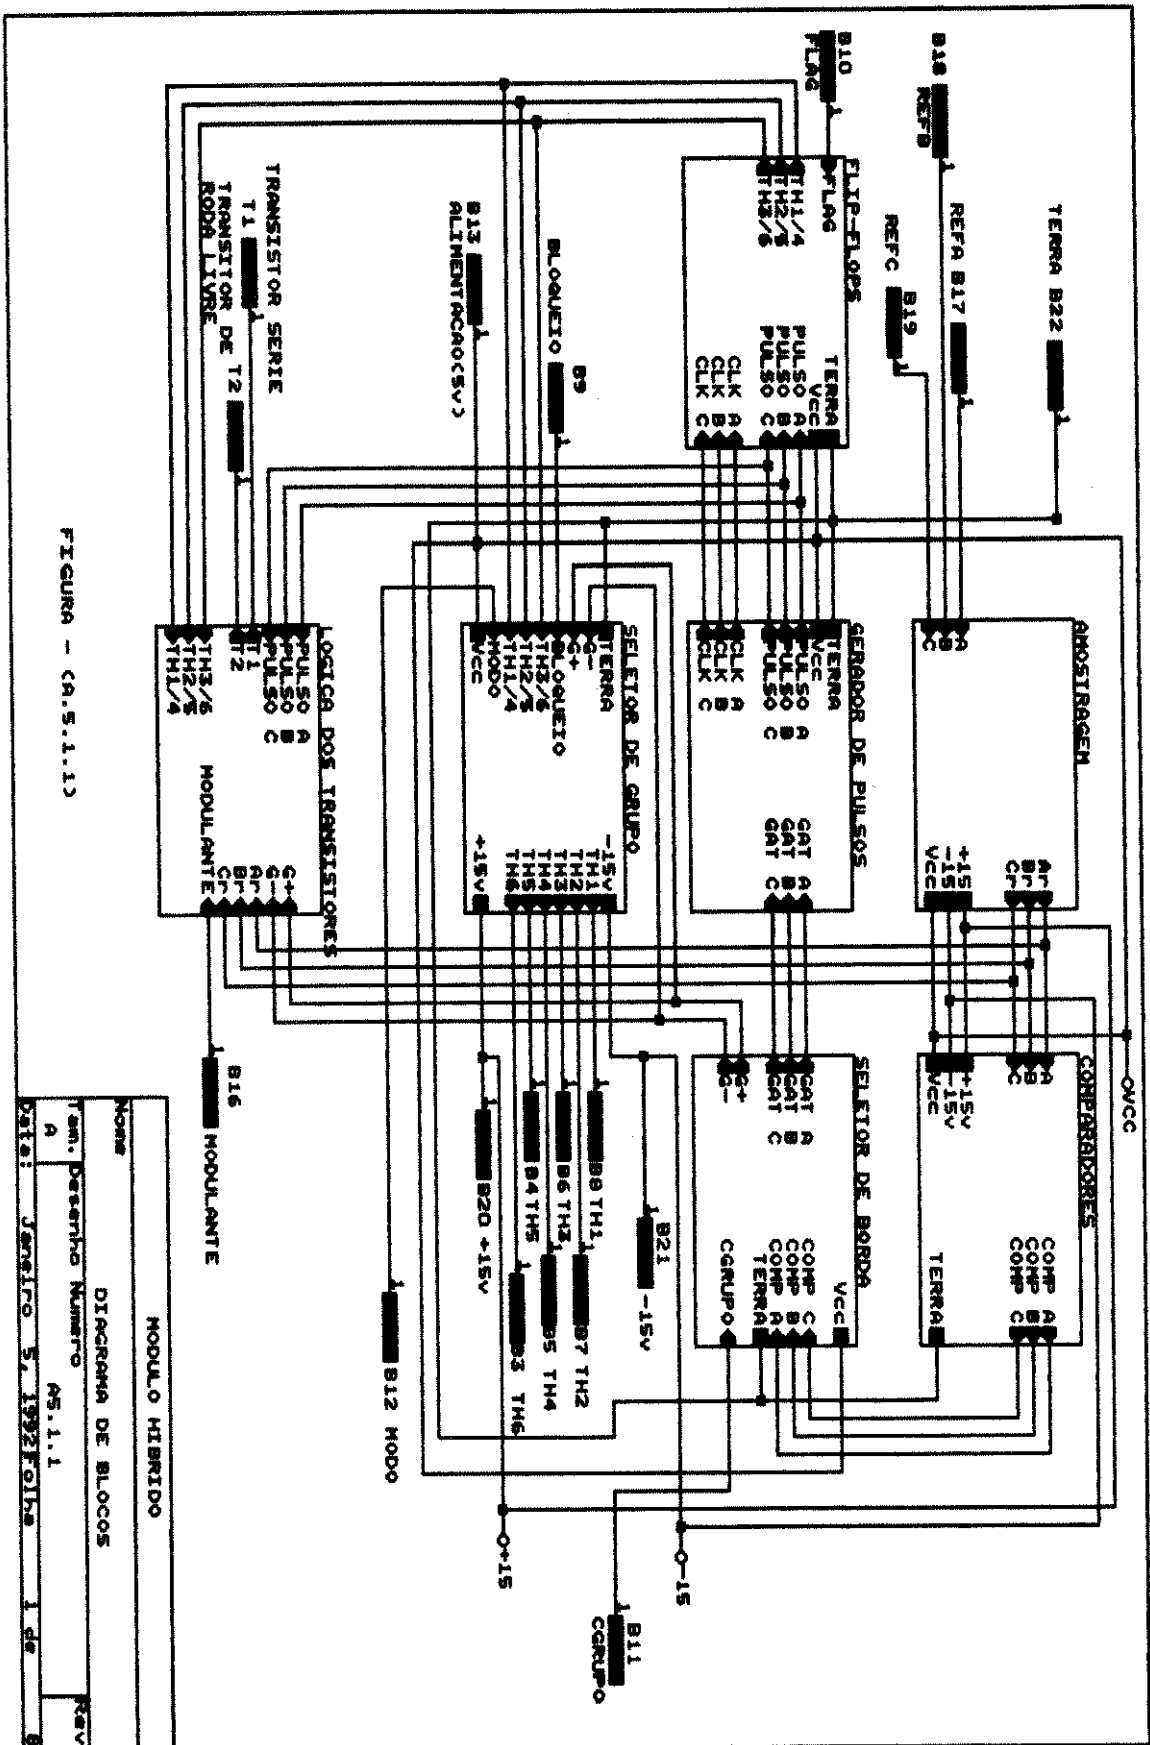 TERRA B22
REFA B17
B18
REFB
B19
REFC
B10
FLAG
FLIP-FLOPS
FLAG
TH1/4
TH2/5
TH3/6
TERRA
Vcc
PULSO A
PULSO B
PULSO C
CLK A
CLK B
CLK C
B9
BLOQUEIO
B13
ALIMENTACAO(5v)
TRANSISTOR SERIE
T1
TRANSITOR DE T2
RODA LIVRE
AMOSTRAGEM
A
B
C
Ar
Br
Cr
+15
-15
Vcc
GERADOR DE PULSOS
TERRA
Vcc
PULSO A
PULSO B
PULSO C
CLK A
CLK B
CLK C
GAT A
GAT B
GAT C
SELETOR DE GRUPO
TERRA
G-
G+
BLOQUEIO
TH3/6
TH2/5
TH1/4
MODO
Vcc
-15v
TH1
TH2
TH3
TH4
TH5
TH6
+15v
LOGICA DOS TRANSISTORES
PULSO A
PULSO B
PULSO C
T1
T2
TH3/6
TH2/5
TH1/4
G+
G-
Ar
Br
Cr
MODULANTE
COMPARADORES
A
B
C
+15v
-15v
Vcc
COMP A
COMP B
COMP C
TERRA
SELETOR DE BORDA
GAT A
GAT B
GAT C
G+
G-
Vcc
COMP C
COMP B
COMP A
TERRA
CGRUPO
VCC
B21 -15v
B8 TH1
B7 TH2
B6 TH3
B5 TH4
B4 TH5
B3 TH6
B20 +15v
B12 MODO
B16 MODULANTE
-15
+15
B11
CGRUPO
FIGURA - (A.5.1.1)
MODULO HIBRIDO
Nome
DIAGRAMA DE BLOCOS
Tam. Desenho Numero Rev
A A5.1.1
Data: Janeiro 5, 1992 Folha 1 de 8